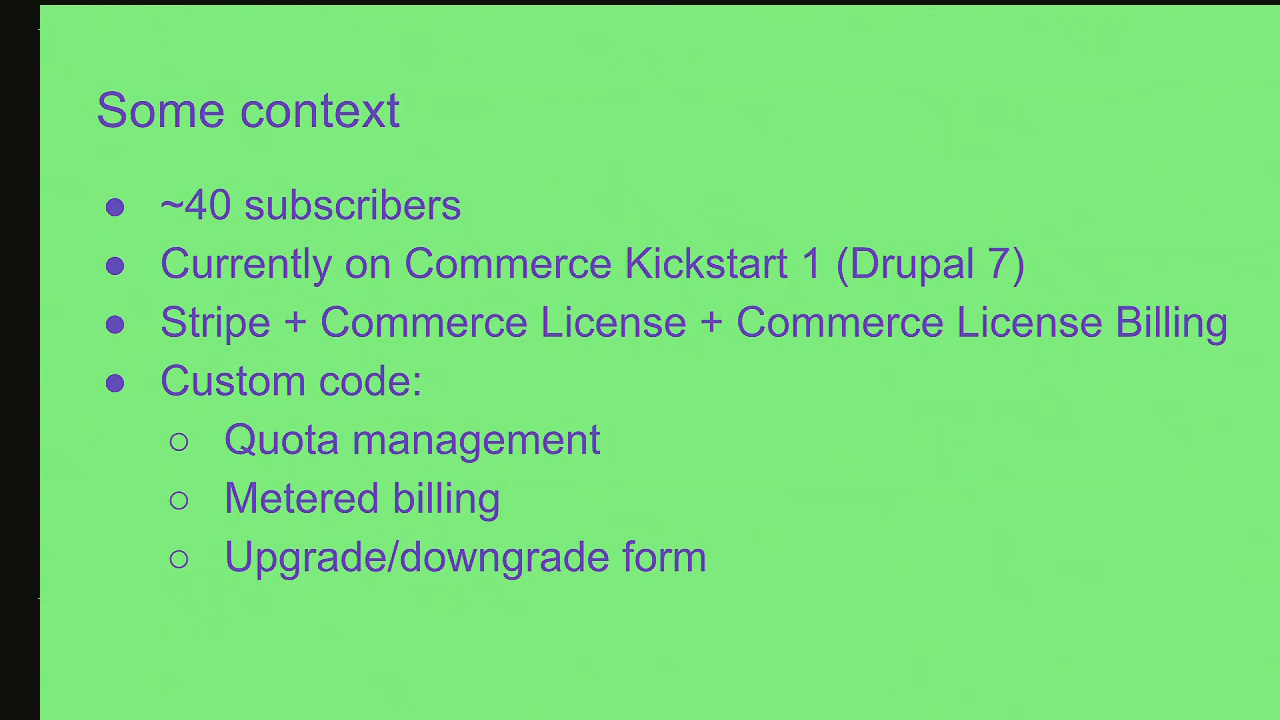 Some context
● ~40 subscribers
● Currently on Commerce Kickstart 1 (Drupal 7)
● Stripe + Commerce License + Commerce License Billing
● Custom code:
○ Quota management
○ Metered billing
○ Upgrade/downgrade form